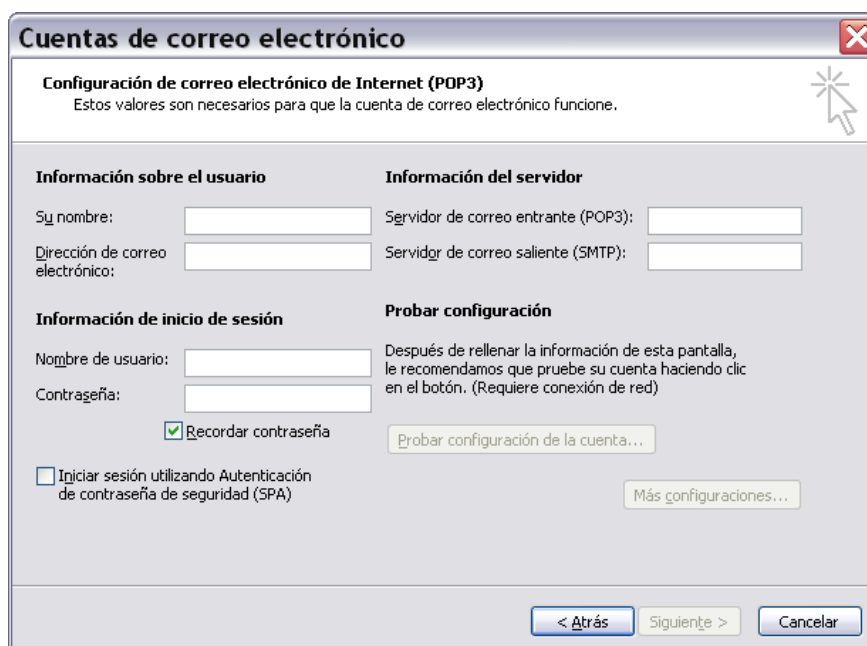 Cuentas de correo electrónico
Configuración de correo electrónico de Internet (POP3)
Estos valores son necesarios para que la cuenta de correo electrónico funcione.
Información sobre el usuario
Su nombre:
Dirección de correo
electrónico:
Información del servidor
Servidor de correo entrante (POP3):
Servidor de correo saliente (SMTP):
Información de inicio de sesión
Nombre de usuario:
Contraseña:
Recordar contraseña
Iniciar sesión utilizando Autenticación
de contraseña de seguridad (SPA)
Probar configuración
Después de rellenar la información de esta pantalla,
le recomendamos que pruebe su cuenta haciendo clic
en el botón. (Requiere conexión de red)
Probar configuración de la cuenta...
Más configuraciones...
< Atrás
Siguiente >
Cancelar